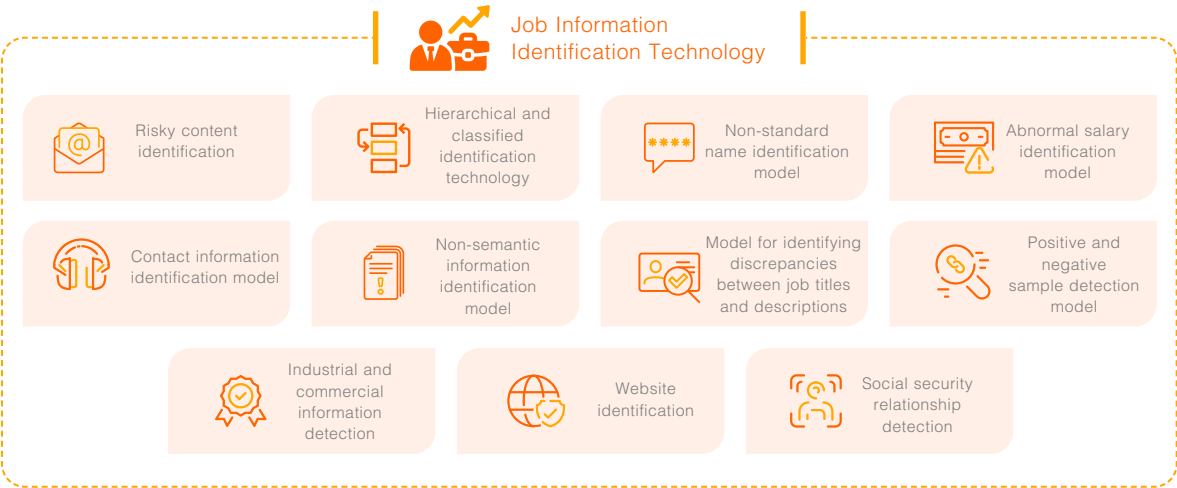 Job Information
Identification Technology
Risky content
identification
Hierarchical and
classified
identification
technology
Non-standard
name identification
model
Abnormal salary
identification
model
Contact information
identification model
Non-semantic
information
identification
model
Model for identifying
discrepancies
between job titles
and descriptions
Positive and
negative
sample detection
model
Industrial and
commercial
information
detection
Website
identification
Social security
relationship
detection